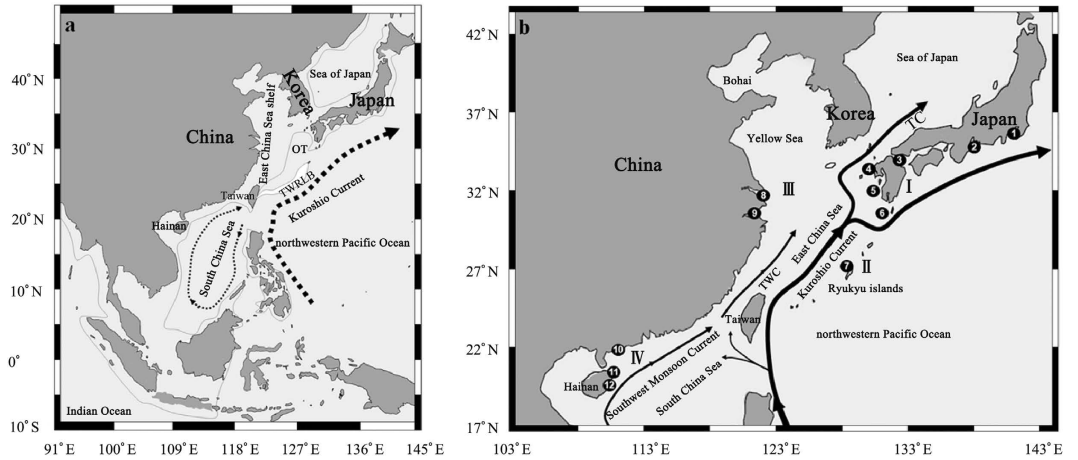 a
40°N
30°N
20°N
10°N
0°
10°S
91°E
100°E
109°E
118°E
127°E
136°E
145°E
China
Korea
Japan
Sea of Japan
East China Sea shelf
OT
TWRLB
Taiwan
Kuroshio Current
Hainan
South China Sea
northwestern Pacific Ocean
Indian Ocean
b
42°N
37°N
32°N
27°N
22°N
17°N
103°E
113°E
123°E
133°E
143°E
Sea of Japan
Bohai
Korea
TC
Japan
1
2
3
4
5
6
7
8
9
10
11
12
Yellow Sea
China
I
II
III
IV
East China Sea
TWC
Kuroshio Current
Ryukyu islands
Taiwan
northwestern Pacific Ocean
Southwest Monsoon Current
South China Sea
Hainan